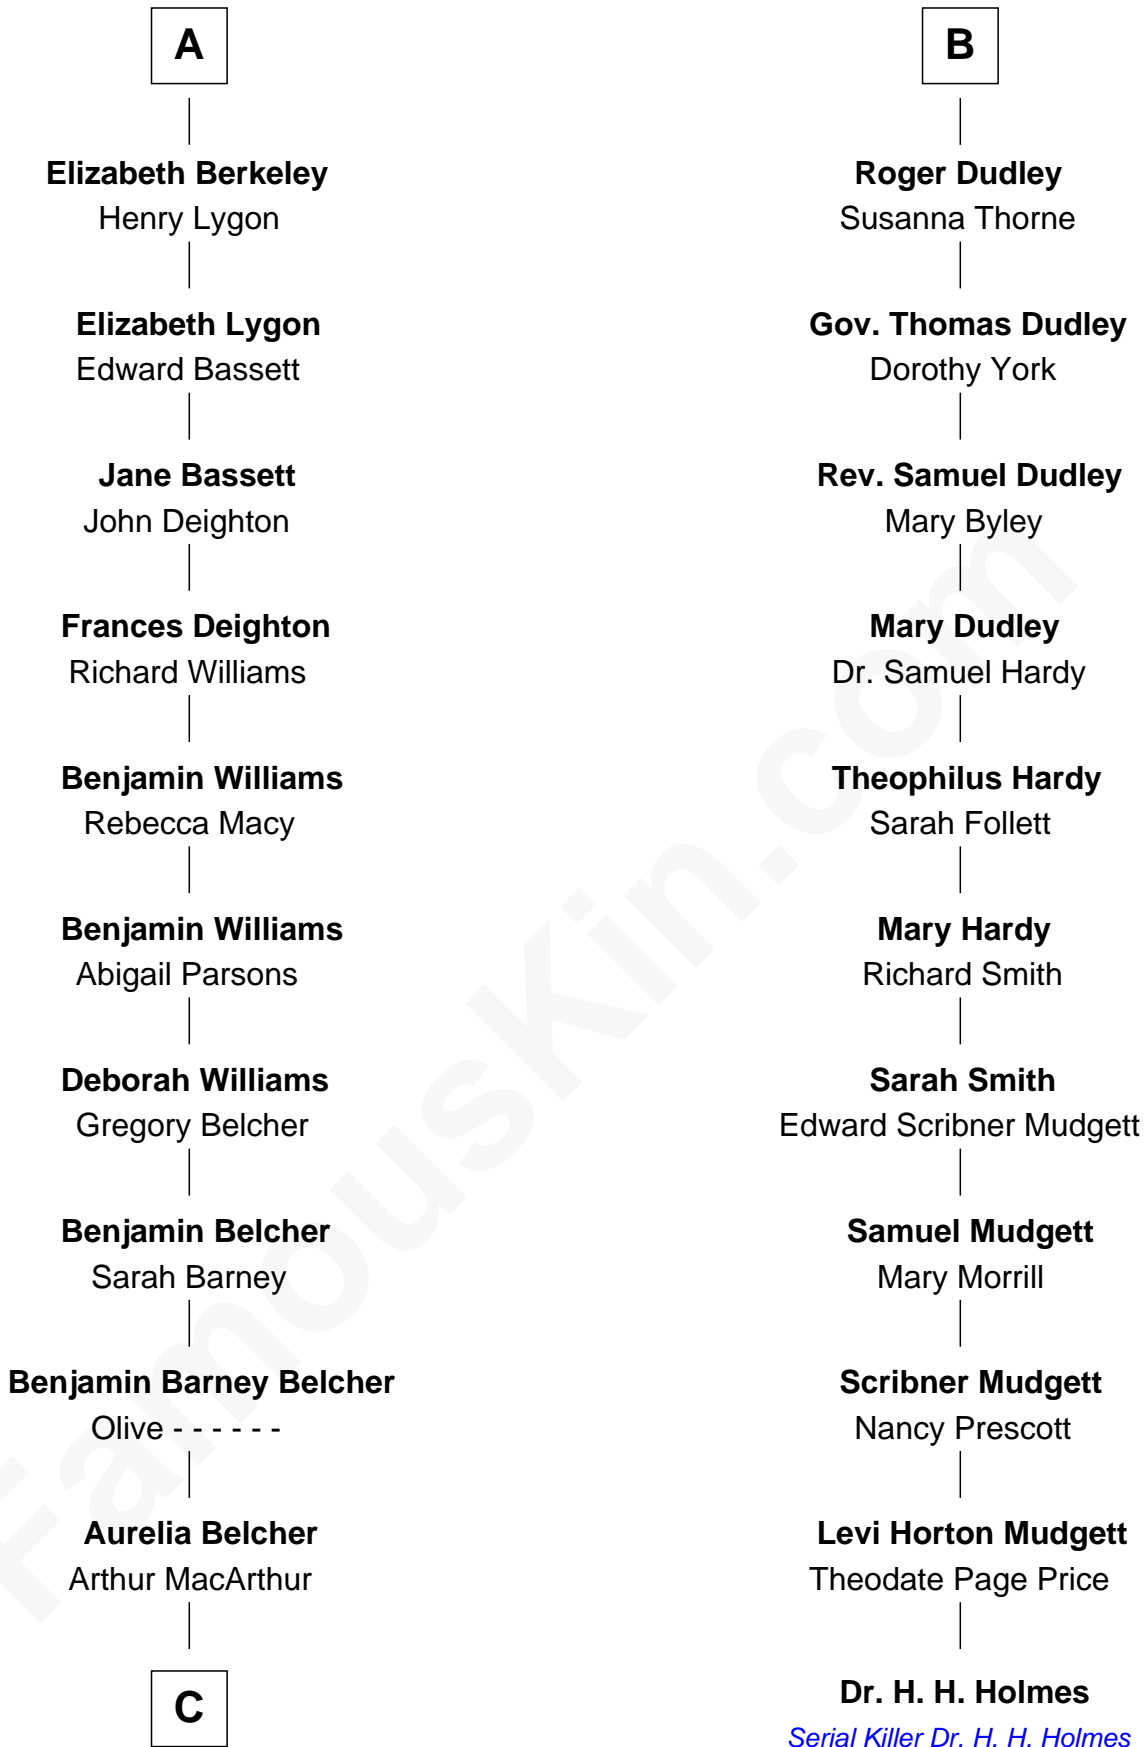 A
Elizabeth Berkeley
Henry Lygon
Elizabeth Lygon
Edward Bassett
Jane Bassett
John Deighton
Frances Deighton
Richard Williams
Benjamin Williams
Rebecca Macy
Benjamin Williams
Abigail Parsons
Deborah Williams
Gregory Belcher
Benjamin Belcher
Sarah Barney
Benjamin Barney Belcher
Olive - - - - - -
Aurelia Belcher
Arthur MacArthur
C
B
Roger Dudley
Susanna Thorne
Gov. Thomas Dudley
Dorothy York
Rev. Samuel Dudley
Mary Byley
Mary Dudley
Dr. Samuel Hardy
Theophilus Hardy
Sarah Follett
Mary Hardy
Richard Smith
Sarah Smith
Edward Scribner Mudgett
Samuel Mudgett
Mary Morrill
Scribner Mudgett
Nancy Prescott
Levi Horton Mudgett
Theodate Page Price
Dr. H. H. Holmes
Serial Killer Dr. H. H. Holmes
FamousKin.com